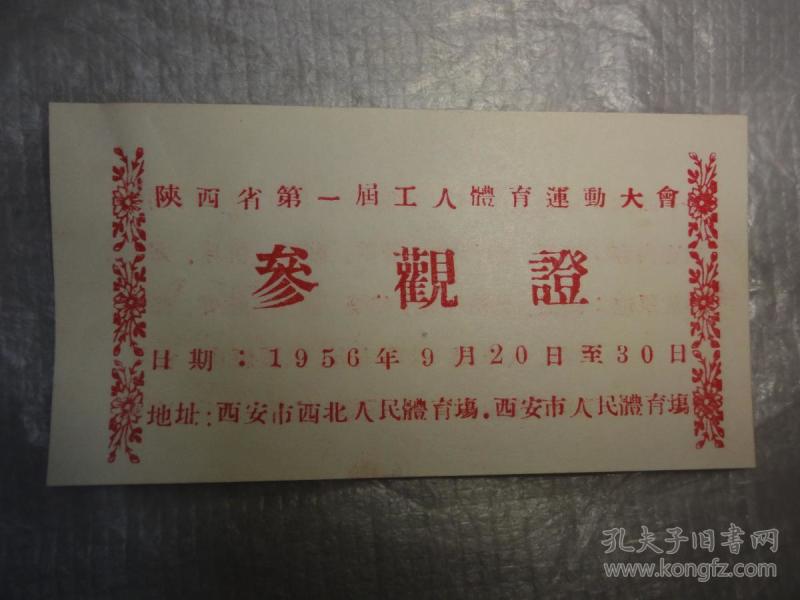 陝西省第一屆工人體育運動大會
參觀證
日期：1956年9月20日至30日
地址：西安市西北人民體育塲.西安市人民體育塲
孔夫子旧书网
www.kongfz.com